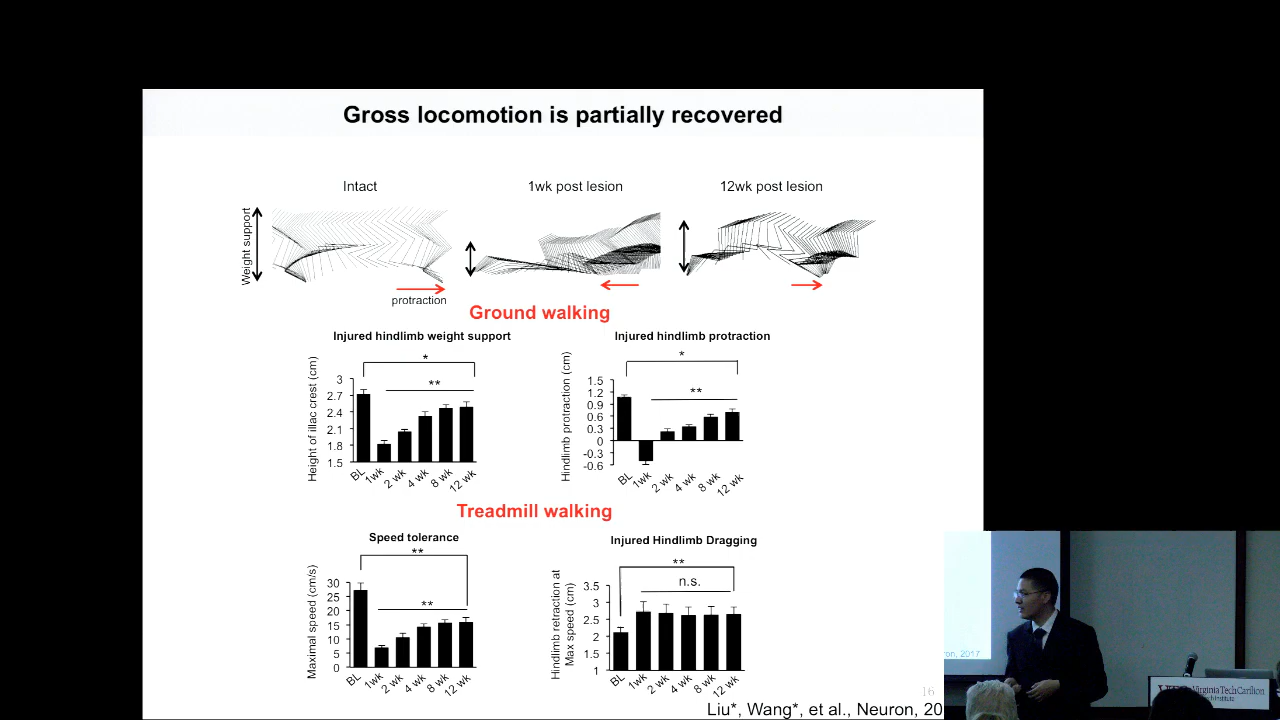 Gross locomotion is partially recovered
Intact
1wk post lesion
12wk post lesion
Weight support
protraction
Ground walking
Injured hindlimb weight support
Injured hindlimb protraction
*
*
**
**
Height of illac crest (cm)
3
2.7
2.4
2.1
1.8
1.5
BL 1wk 2 wk 4 wk 8 wk 12 wk
Hindlimb protraction (cm)
1.5
1.2
0.9
0.6
0.3
0
-0.3
-0.6
BL 1wk 2 wk 4 wk 8 wk 12 wk
Treadmill walking
Speed tolerance
Injured Hindlimb Dragging
**
**
**
n.s.
Maximal speed (cm/s)
30
25
20
15
10
5
0
BL 1wk 2 wk 4 wk 8 wk 12 wk
Hindlimb retraction at
Max speed (cm)
3.5
3
2.5
2
1.5
1
BL 1wk 2 wk 4 wk 8 wk 12 wk
16
Liu*, Wang*, et al., Neuron, 20
ron, 2017
Virginia Tech Carilion
Institute